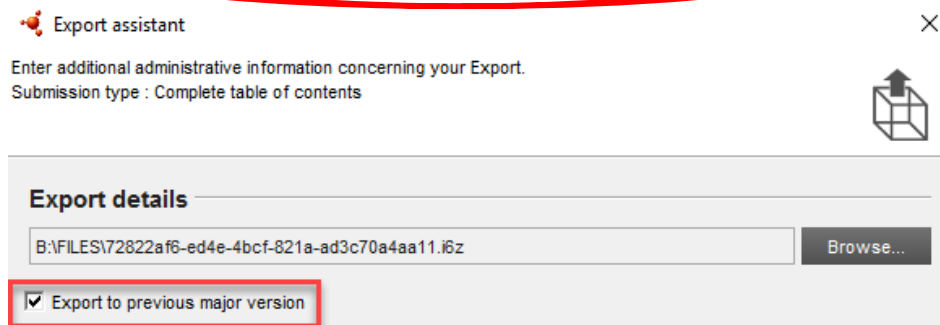 Export assistant
Enter additional administrative information concerning your Export.
Submission type : Complete table of contents
Export details
B:\FILES\72822af6-ed4e-4bcf-821a-ad3c70a4aa11.i6z
Browse...
Export to previous major version